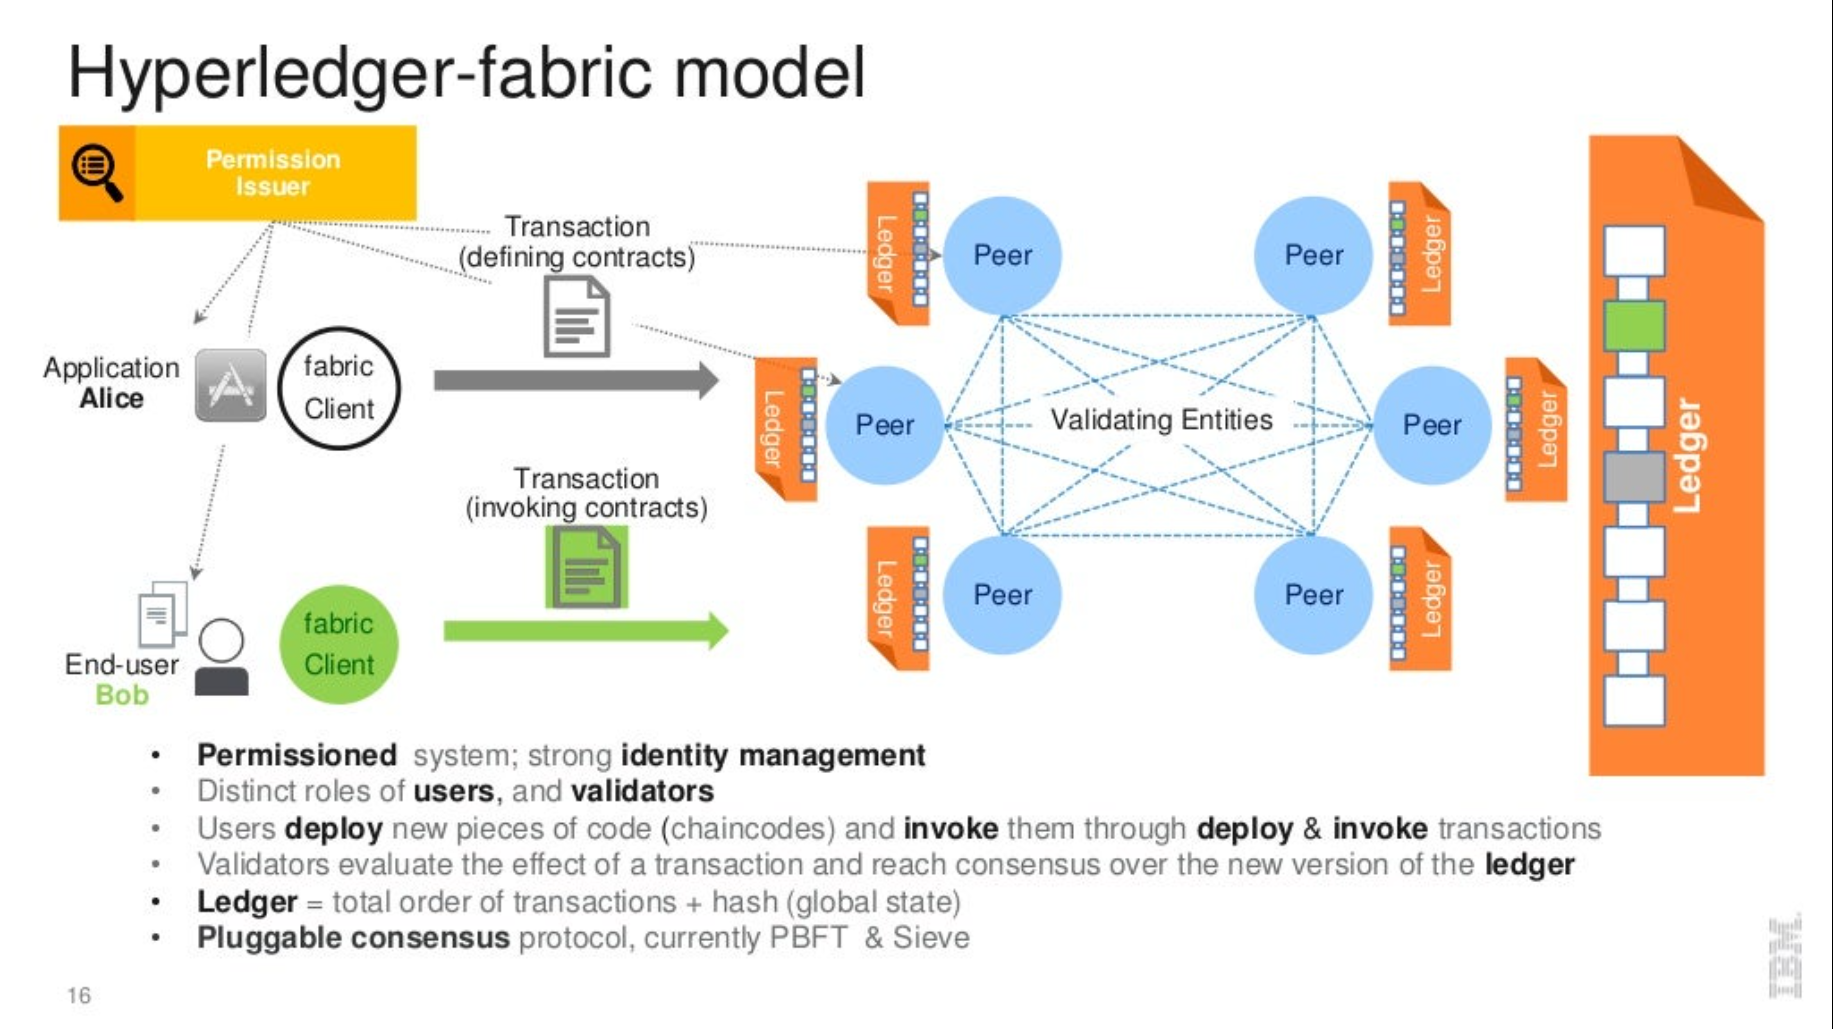 Hyperledger-fabric model
Permission
Issuer
Transaction
(defining contracts)
Application
Alice
fabric
Client
Transaction
(invoking contracts)
End-user
Bob
fabric
Client
Ledger
Peer
Peer
Ledger
Ledger
Peer
Validating Entities
Peer
Ledger
Ledger
Peer
Peer
Ledger
Ledger
• Permissioned system; strong identity management
• Distinct roles of users, and validators
• Users deploy new pieces of code (chaincodes) and invoke them through deploy & invoke transactions
• Validators evaluate the effect of a transaction and reach consensus over the new version of the ledger
• Ledger = total order of transactions + hash (global state)
• Pluggable consensus protocol, currently PBFT & Sieve
16
IBM